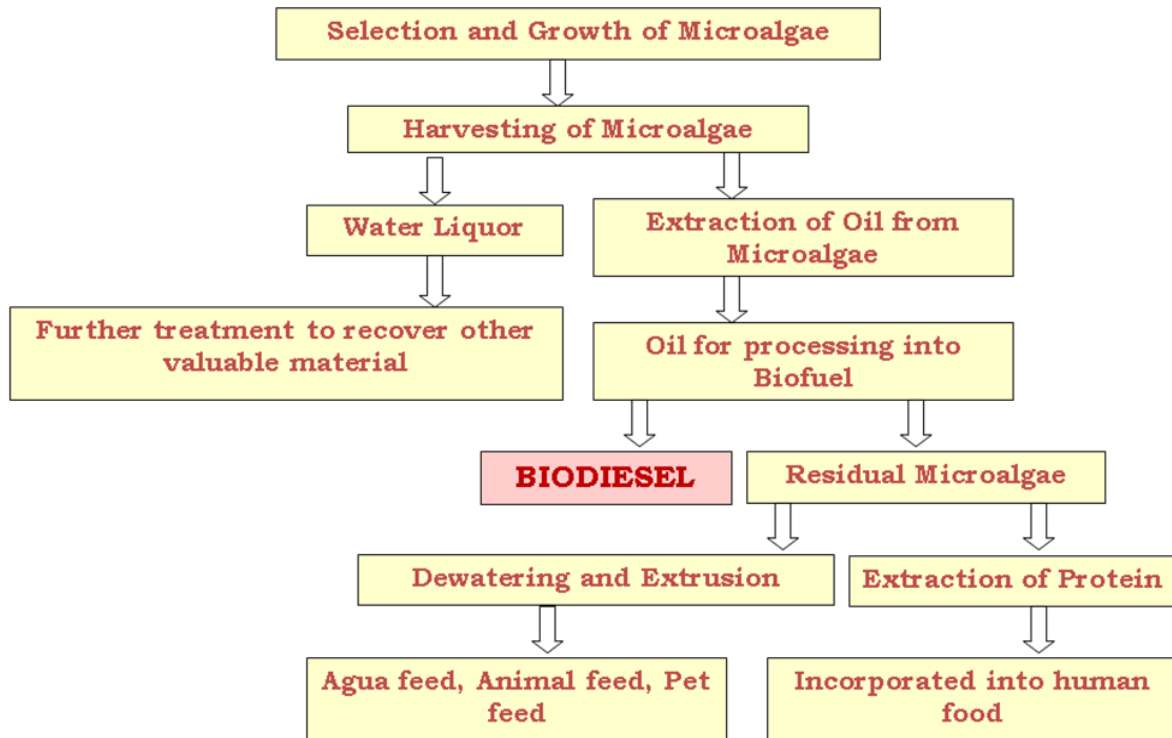 Selection and Growth of Microalgae
Harvesting of Microalgae
Water Liquor
Extraction of Oil from
Microalgae
Further treatment to recover other
valuable material
Oil for processing into
Biofuel
BIODIESEL
Residual Microalgae
Dewatering and Extrusion
Extraction of Protein
Agua feed, Animal feed, Pet
feed
Incorporated into human
food